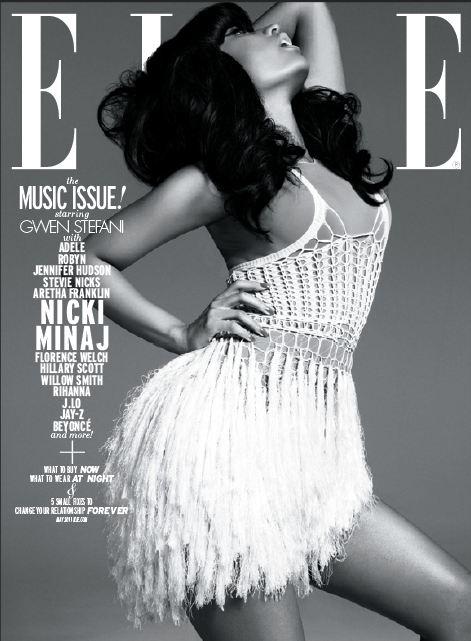 ELLE
the
MUSIC ISSUE!
starring
GWEN STEFANI
with
ADELE
ROBYN
JENNIFER HUDSON
STEVIE NICKS
ARETHA FRANKLIN
NICKI
MINAJ
FLORENCE WELCH
HILLARY SCOTT
WILLOW SMITH
RIHANNA
J.LO
JAY-Z
BEYONCÉ
and more!
+
WHAT TO BUY NOW
WHAT TO WEAR AT NIGHT
&
5 SMALL FIXES TO
CHANGE YOUR RELATIONSHIP FOREVER